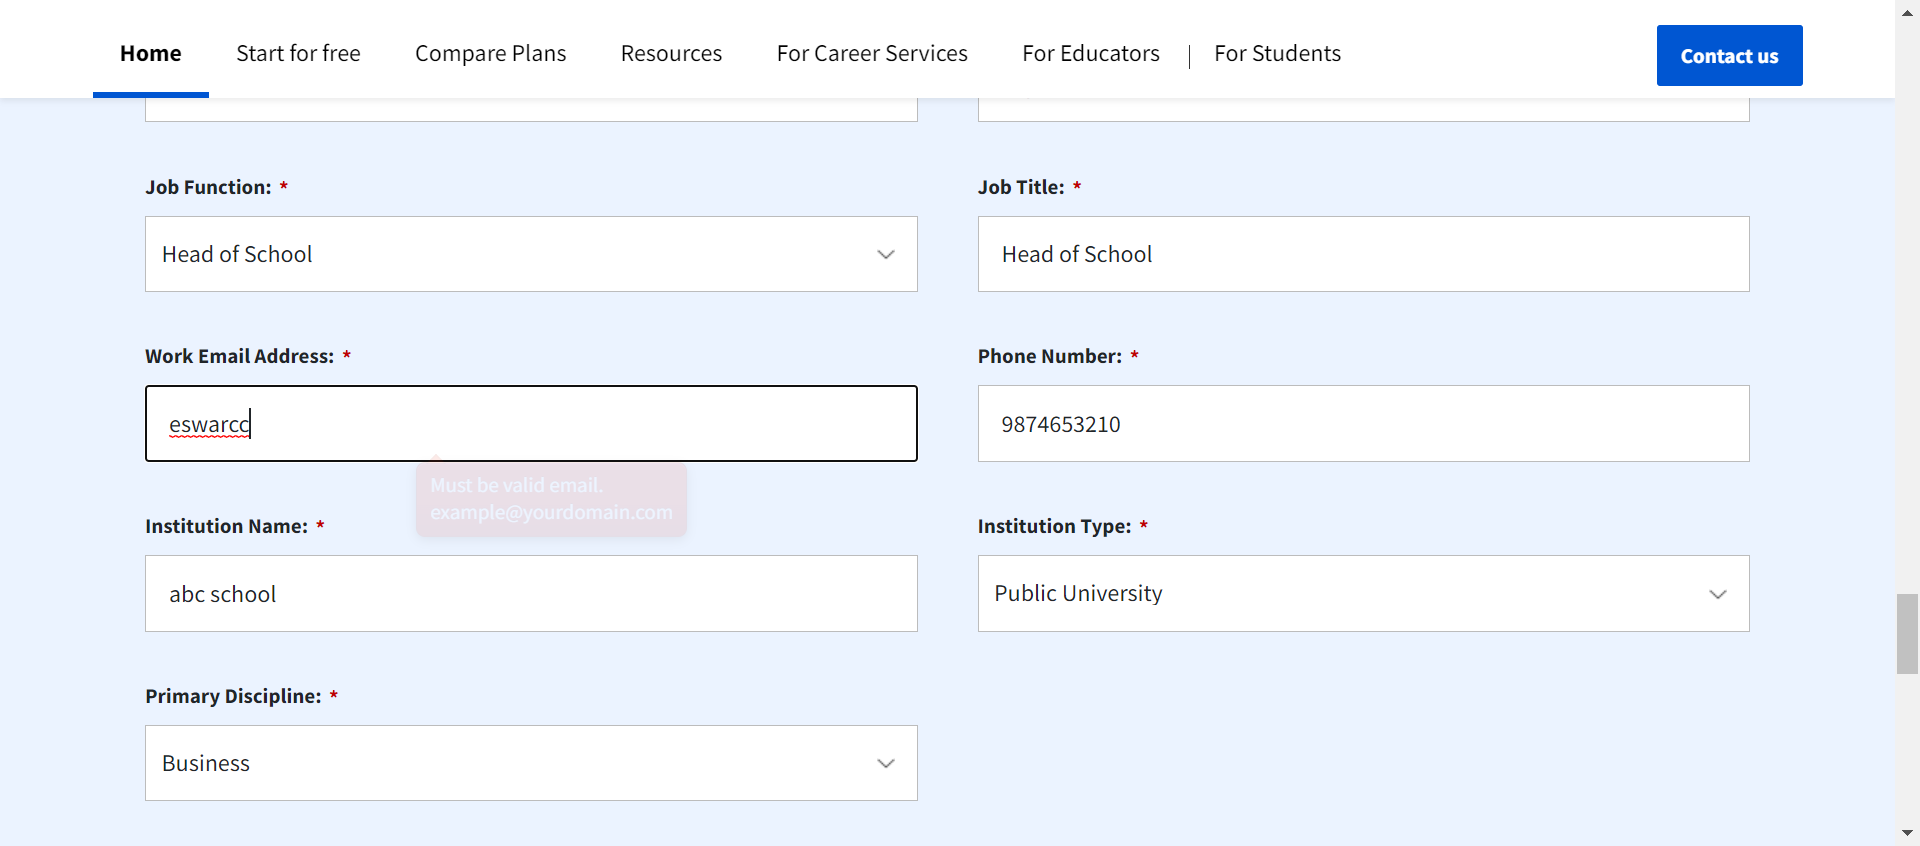 Home Start for free Compare Plans Resources For Career Services For Educators | For Students Contact us
Job Function: * Job Title: *
Head of School Head of School
Work Email Address: * Phone Number: *
eswarcc 9874653210
Must be valid email.
example@yourdomain.com
Institution Name: * Institution Type: *
abc school Public University
Primary Discipline: *
Business